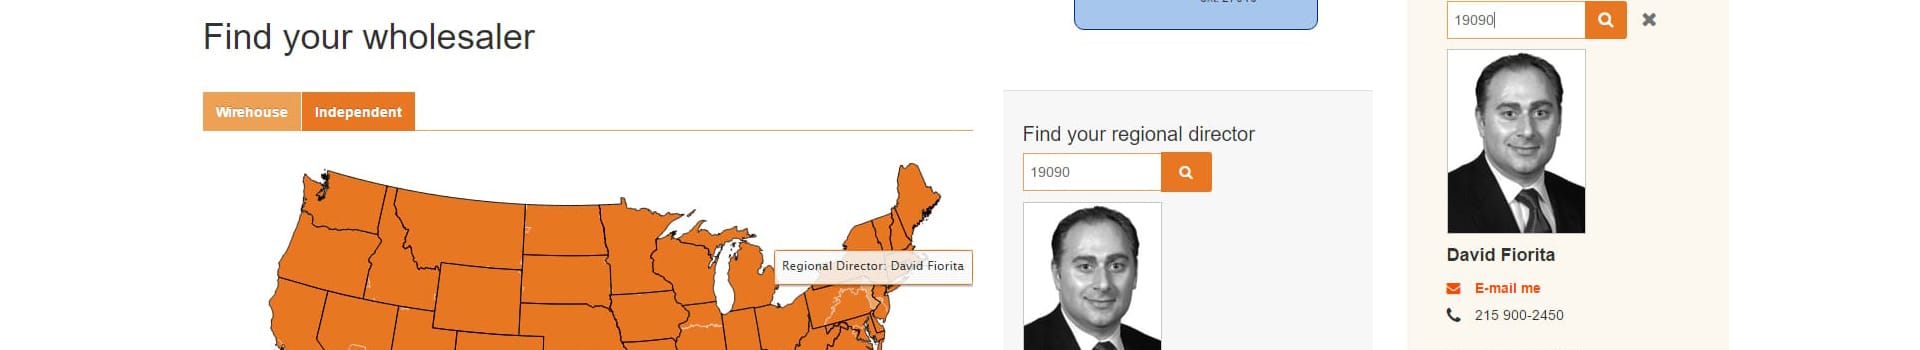 Find your wholesaler
Wirehouse
Independent
Regional Director: David Fiorita
Find your regional director
19090
19090
David Fiorita
E-mail me
215 900-2450